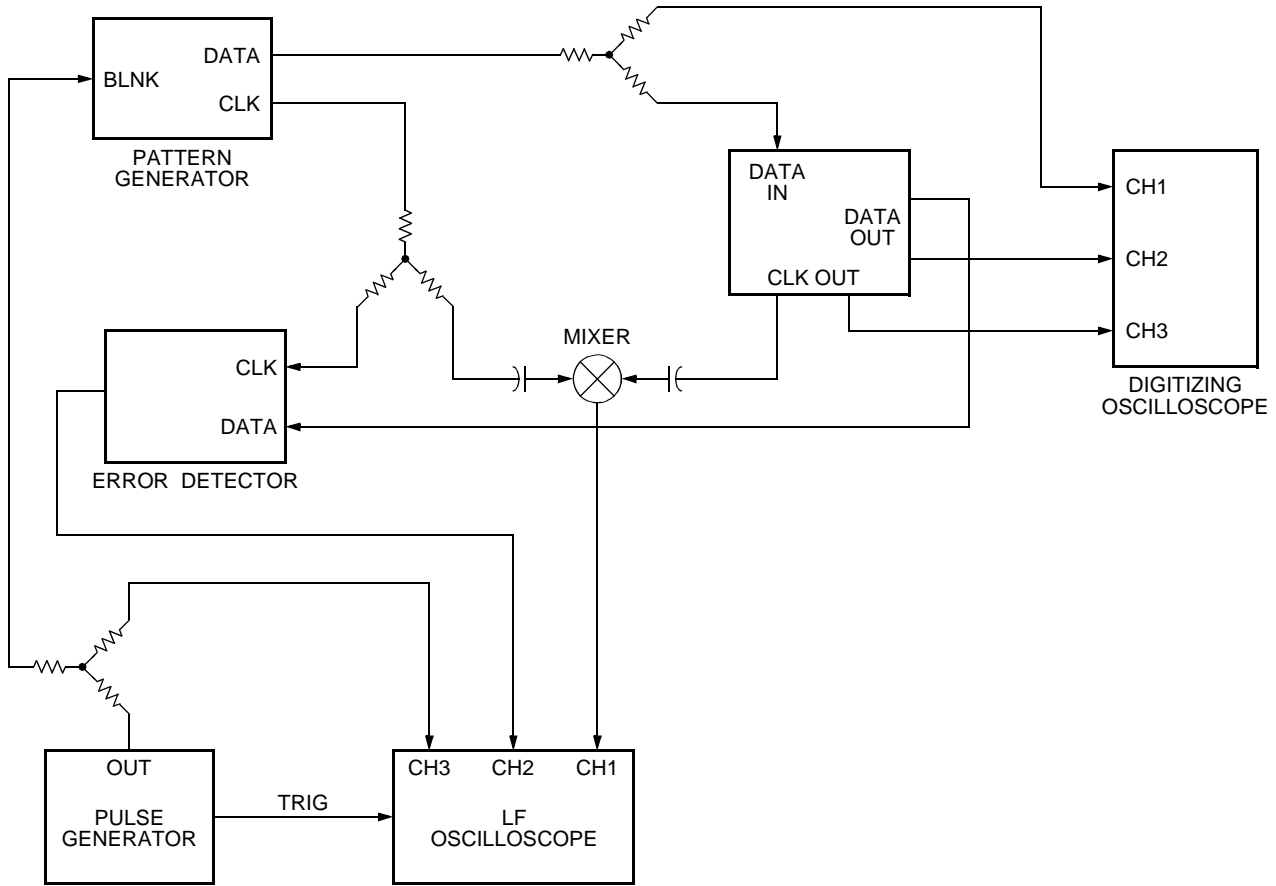 DATA
BLNK
CLK
PATTERN
GENERATOR
DATA
IN
DATA
OUT
CLK OUT
CH1
CH2
CH3
DIGITIZING
OSCILLOSCOPE
MIXER
CLK
DATA
ERROR DETECTOR
OUT
PULSE
GENERATOR
TRIG
CH3 CH2 CH1
LF
OSCILLOSCOPE